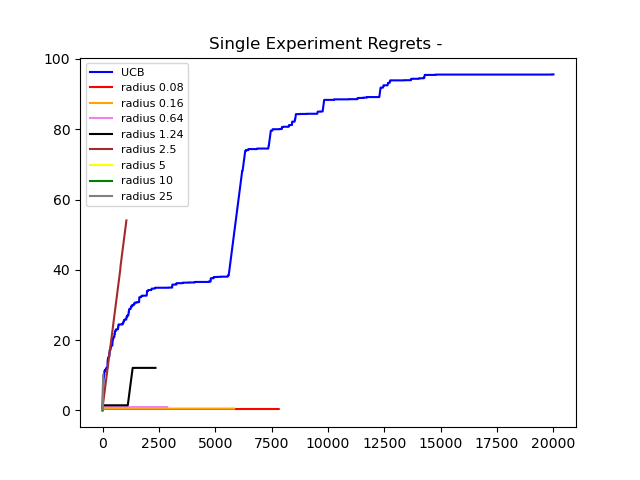 Single Experiment Regrets -
100
80
60
40
20
0
UCB
radius 0.08
radius 0.16
radius 0.64
radius 1.24
radius 2.5
radius 5
radius 10
radius 25
0 2500 5000 7500 10000 12500 15000 17500 20000